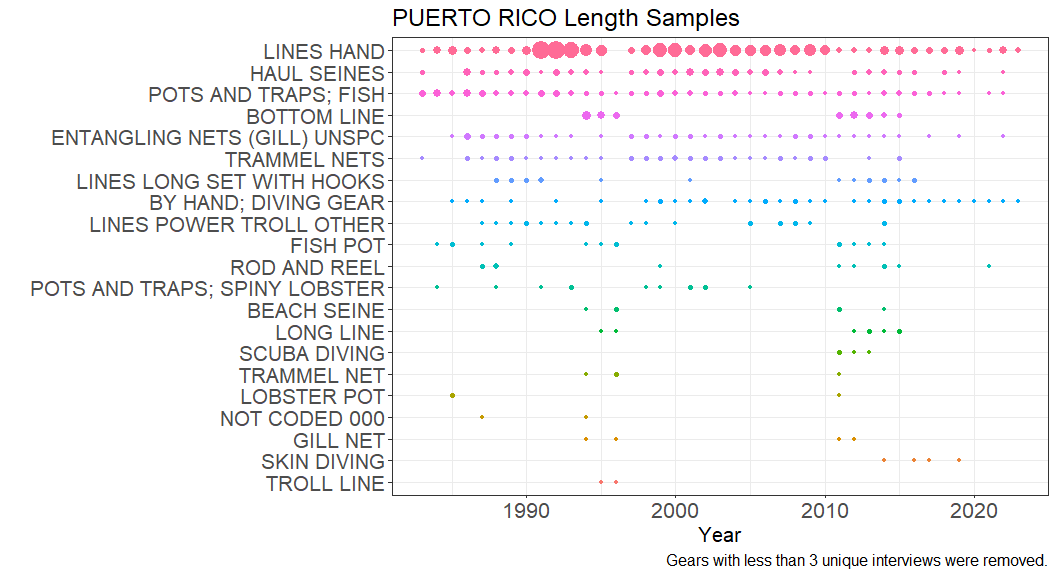 PUERTO RICO Length Samples
LINES HAND
HAUL SEINES
POTS AND TRAPS; FISH
BOTTOM LINE
ENTANGLING NETS (GILL) UNSPC
TRAMMEL NETS
LINES LONG SET WITH HOOKS
BY HAND; DIVING GEAR
LINES POWER TROLL OTHER
FISH POT
ROD AND REEL
POTS AND TRAPS; SPINY LOBSTER
BEACH SEINE
LONG LINE
SCUBA DIVING
TRAMMEL NET
LOBSTER POT
NOT CODED 000
GILL NET
SKIN DIVING
TROLL LINE
1990 2000 2010 2020
Year
Gears with less than 3 unique interviews were removed.